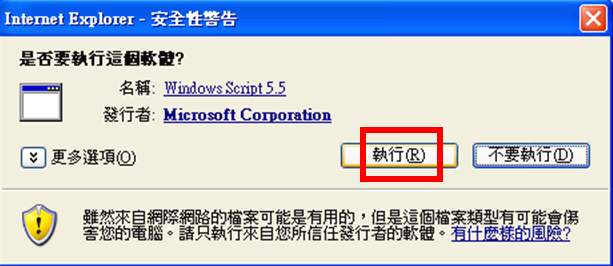 Internet Explorer - 安全性警告
是否要執行這個軟體?
名稱: Windows Script 5.5
發行者: Microsoft Corporation
更多選項(O)
執行(R)
不要執行(D)
雖然來自網際網路的檔案可能是有用的，但是這個檔案類型有可能會傷
害您的電腦。請只執行來自您所信任發行者的軟體。有什麼樣的風險?